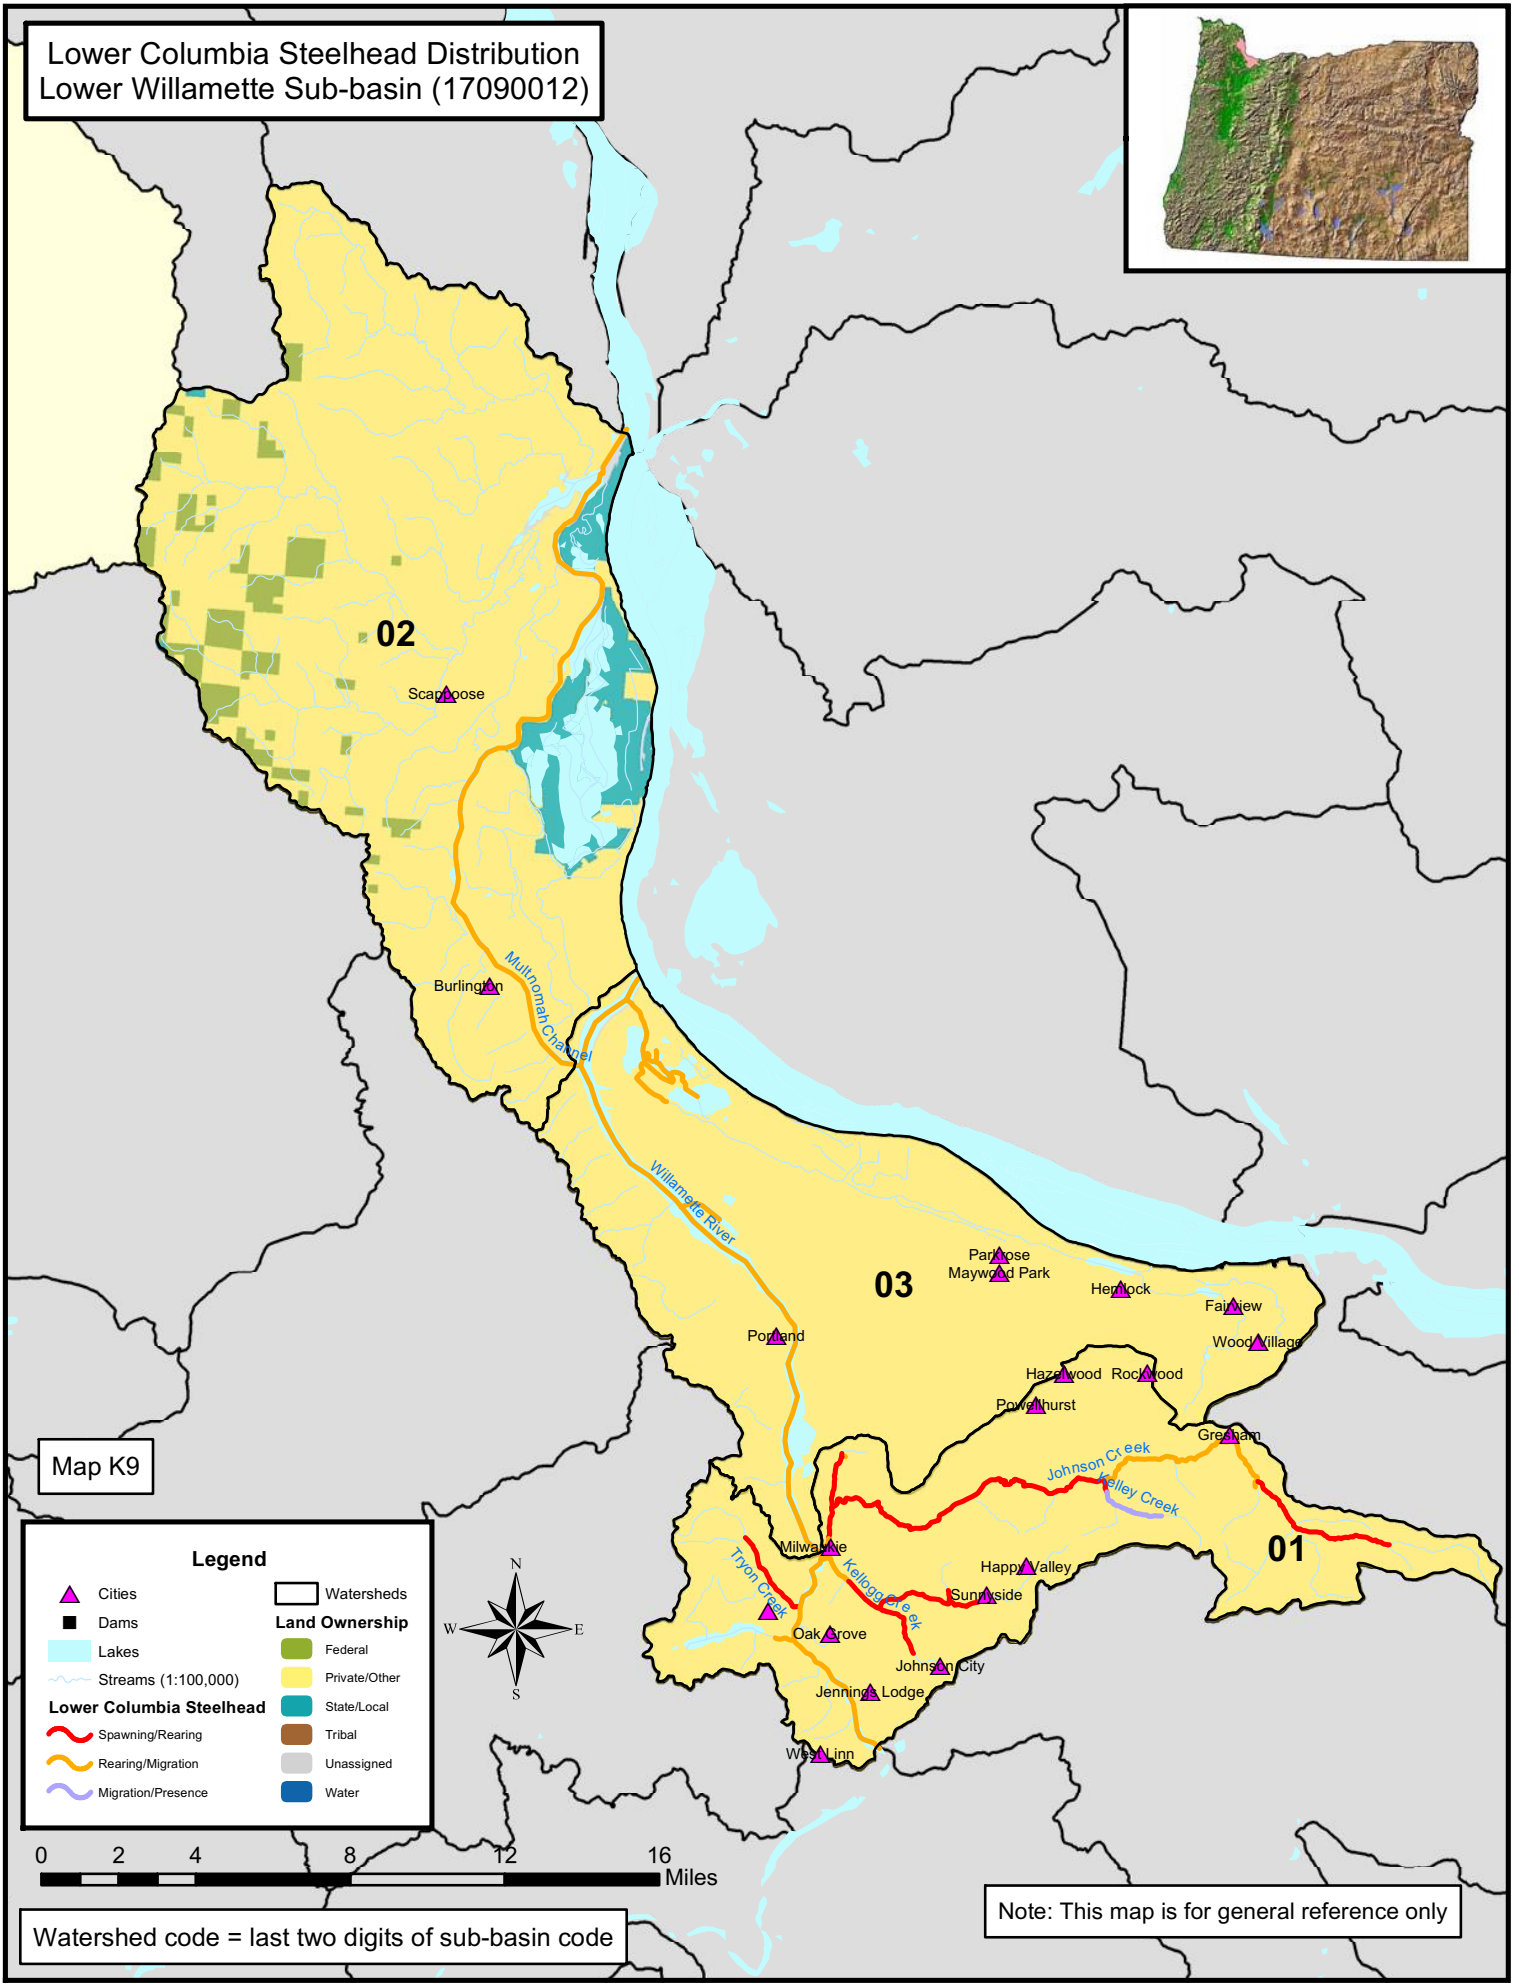 Lower Columbia Steelhead Distribution
Lower Willamette Sub-basin (17090012)
02
Scappoose
Burlington
Multnomah Channel
Willamette River
Parkrose
Maywood Park
03
Hemlock
Fairview
Wood Village
Portland
Hazelwood
Rockwood
Powellhurst
Gresham
Johnson Creek
Kelley Creek
01
Milwaukie
Happy Valley
Kellogg Creek
Sunnyside
Tryon Creek
Oak Grove
Johnson City
Jennings Lodge
West Linn
Map K9
Legend
Cities
Dams
Lakes
Streams (1:100,000)
Lower Columbia Steelhead
Spawning/Rearing
Rearing/Migration
Migration/Presence
Watersheds
Land Ownership
Federal
Private/Other
State/Local
Tribal
Unassigned
Water
N
W
E
S
0 2 4 8 12 16
Miles
Watershed code = last two digits of sub-basin code
Note: This map is for general reference only